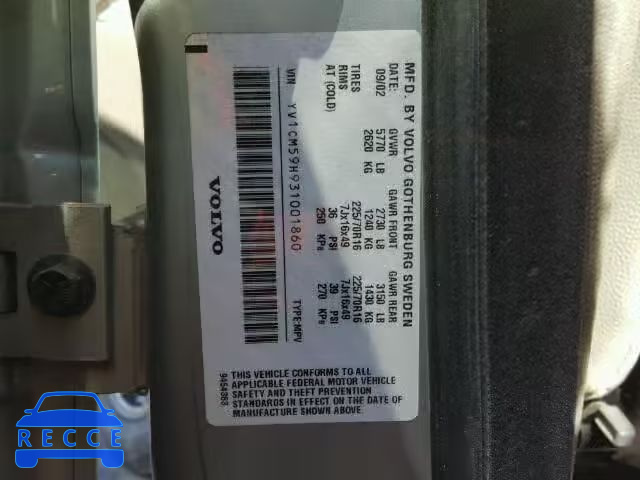 MFD. BY VOLVO GOTHENBURG SWEDEN
DATE: GVWR GAWR FRONT GAWR REAR
09/02 5770 LB 2730 LB 3150 LB
2620 KG 1240 KG 1430 KG
TIRES 225/70R16 225/70R16
RIMS 7Jx16x49 7Jx16x49
AT (COLD) 36 PSI 39 PSI
250 KPa 270 KPa
VIN YV1CM59H931001860 TYPE:MPV
VOLVO
THIS VEHICLE CONFORMS TO ALL
APPLICABLE FEDERAL MOTOR VEHICLE
SAFETY AND THEFT PREVENTION
STANDARDS IN EFFECT ON THE DATE OF
MANUFACTURE SHOWN ABOVE.
RECCE